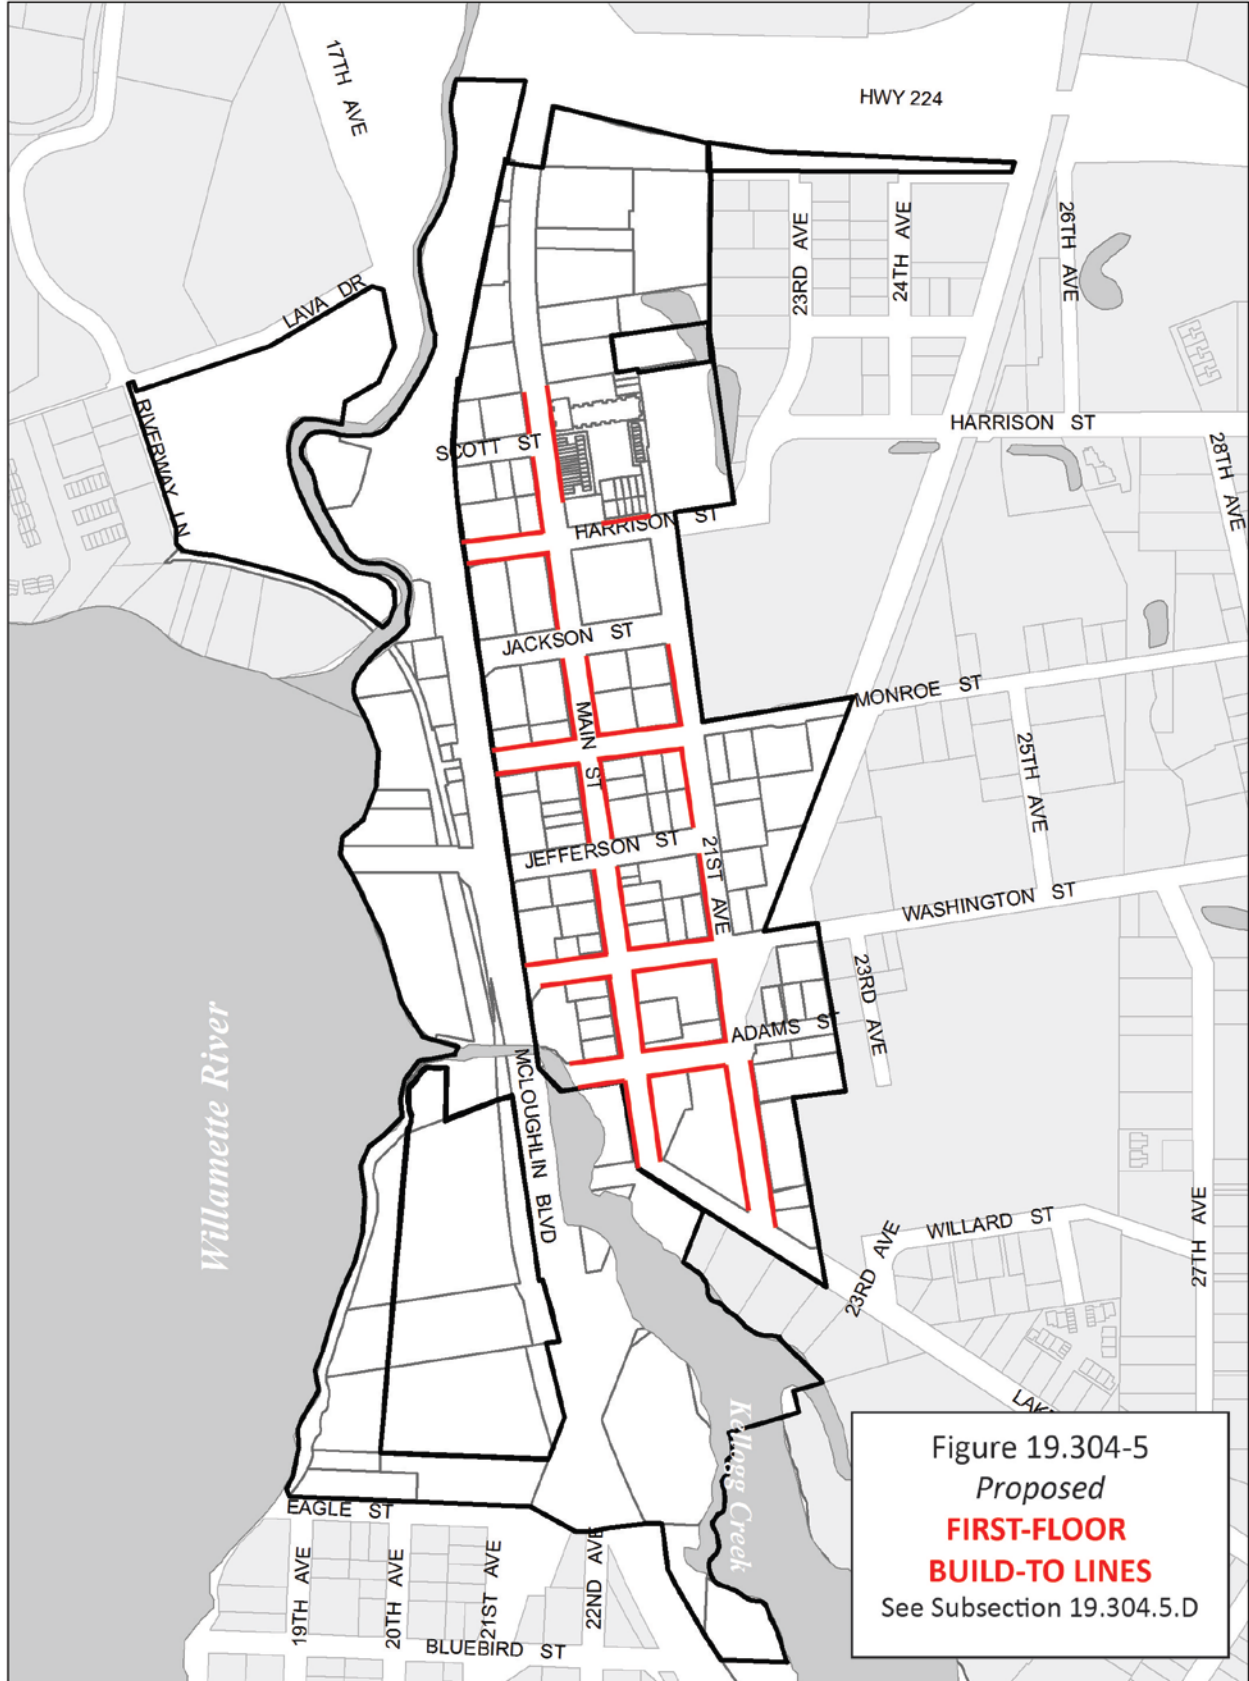 17TH AVE
HWY 224
26TH AVE
23RD AVE
24TH AVE
LAVA DR
RIVERWAY LN
SCOTT ST
HARRISON ST
HARRISON ST
28TH AVE
JACKSON ST
MONROE ST
MAIN ST
25TH AVE
JEFFERSON ST
21ST AVE
WASHINGTON ST
23RD AVE
ADAMS ST
Willamette River
MCLOUGHLIN BLVD
WILLARD ST
23RD AVE
27TH AVE
Kellogg Creek
Figure 19.304-5
Proposed
FIRST-FLOOR
BUILD-TO LINES
See Subsection 19.304.5.D
EAGLE ST
19TH AVE
20TH AVE
21ST AVE
22ND AVE
BLUEBIRD ST